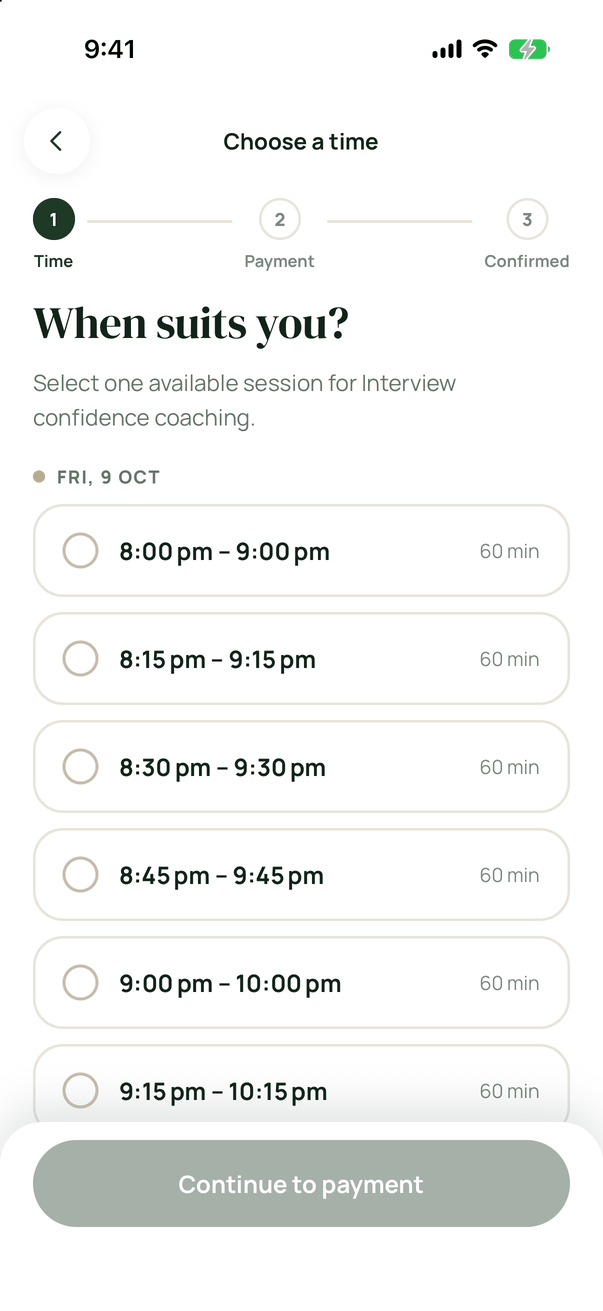 9:41
Choose a time
1
2
3
Time
Payment
Confirmed
When suits you?
Select one available session for Interview
confidence coaching.
FRI, 9 OCT
8:00 pm – 9:00 pm
60 min
8:15 pm – 9:15 pm
60 min
8:30 pm – 9:30 pm
60 min
8:45 pm – 9:45 pm
60 min
9:00 pm – 10:00 pm
60 min
9:15 pm – 10:15 pm
60 min
Continue to payment